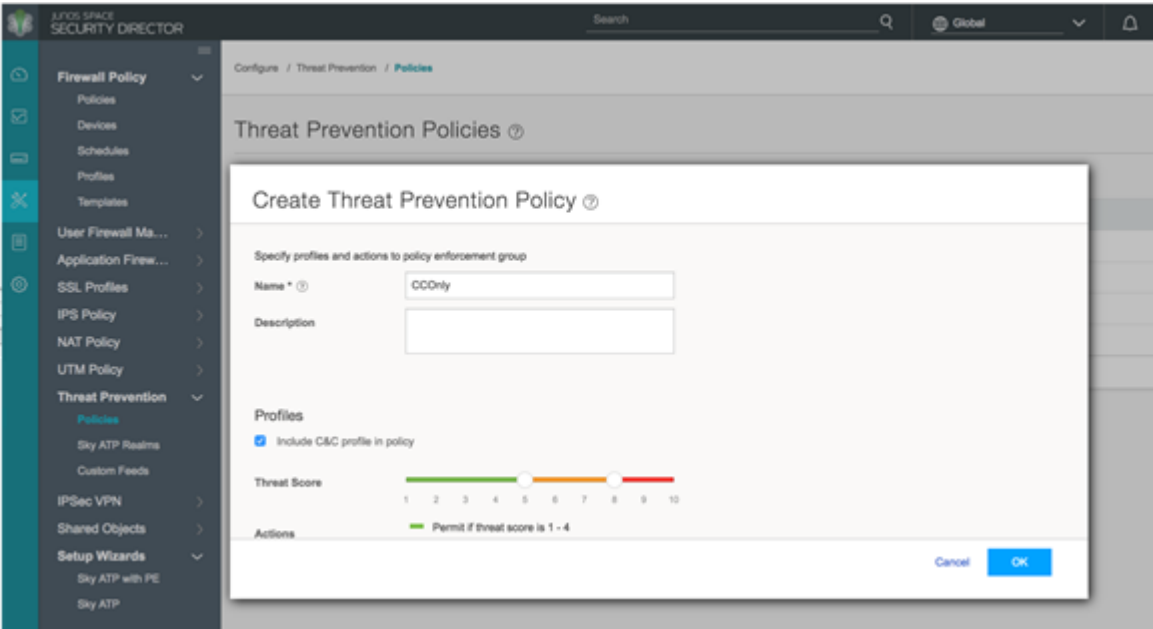 JUNOS SPACE
SECURITY DIRECTOR
Search
Global
Firewall Policy
Policies
Devices
Schedules
Profiles
Templates
User Firewall Ma...
Application Firew...
SSL Profiles
IPS Policy
NAT Policy
UTM Policy
Threat Prevention
Policies
Sky ATP Realms
Custom Feeds
IPSec VPN
Shared Objects
Setup Wizards
Sky ATP with PE
Sky ATP
Configure / Threat Prevention / Policies
Threat Prevention Policies ?
Create Threat Prevention Policy ?
Specify profiles and actions to policy enforcement group
Name * ?
CCOnly
Description
Profiles
Include C&C profile in policy
Threat Score
1 2 3 4 5 6 7 8 9 10
Actions
Permit if threat score is 1 - 4
Cancel
OK